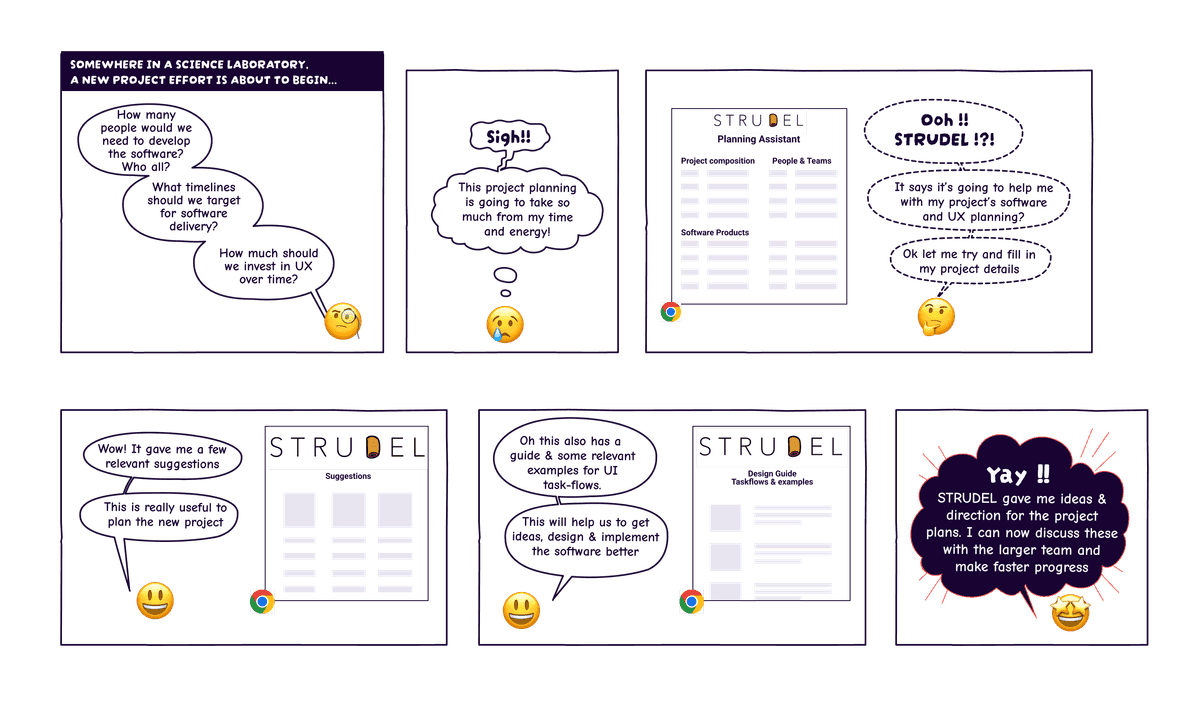 SOMEWHERE IN A SCIENCE LABORATORY,
A NEW PROJECT EFFORT IS ABOUT TO BEGIN...
How many
people would we
need to develop
the software?
Who all?
What timelines
should we target
for software
delivery?
How much should
we invest in UX
over time?
Sigh!!
This project planning
is going to take so
much from my time
and energy!
STRUDEL
Planning Assistant
Project composition
People & Teams
Software Products
Ooh !!
STRUDEL !?!
It says it's going to help me
with my project's software
and UX planning?
Ok let me try and fill in
my project details
Wow! It gave me a few
relevant suggestions
This is really useful to
plan the new project
STRUDEL
Suggestions
Oh this also has a
guide & some relevant
examples for UI
task-flows.
This will help us to get
ideas, design & implement
the software better
STRUDEL
Design Guide
Taskflows & examples
Yay !!
STRUDEL gave me ideas &
direction for the project
plans. I can now discuss these
with the larger team and
make faster progress